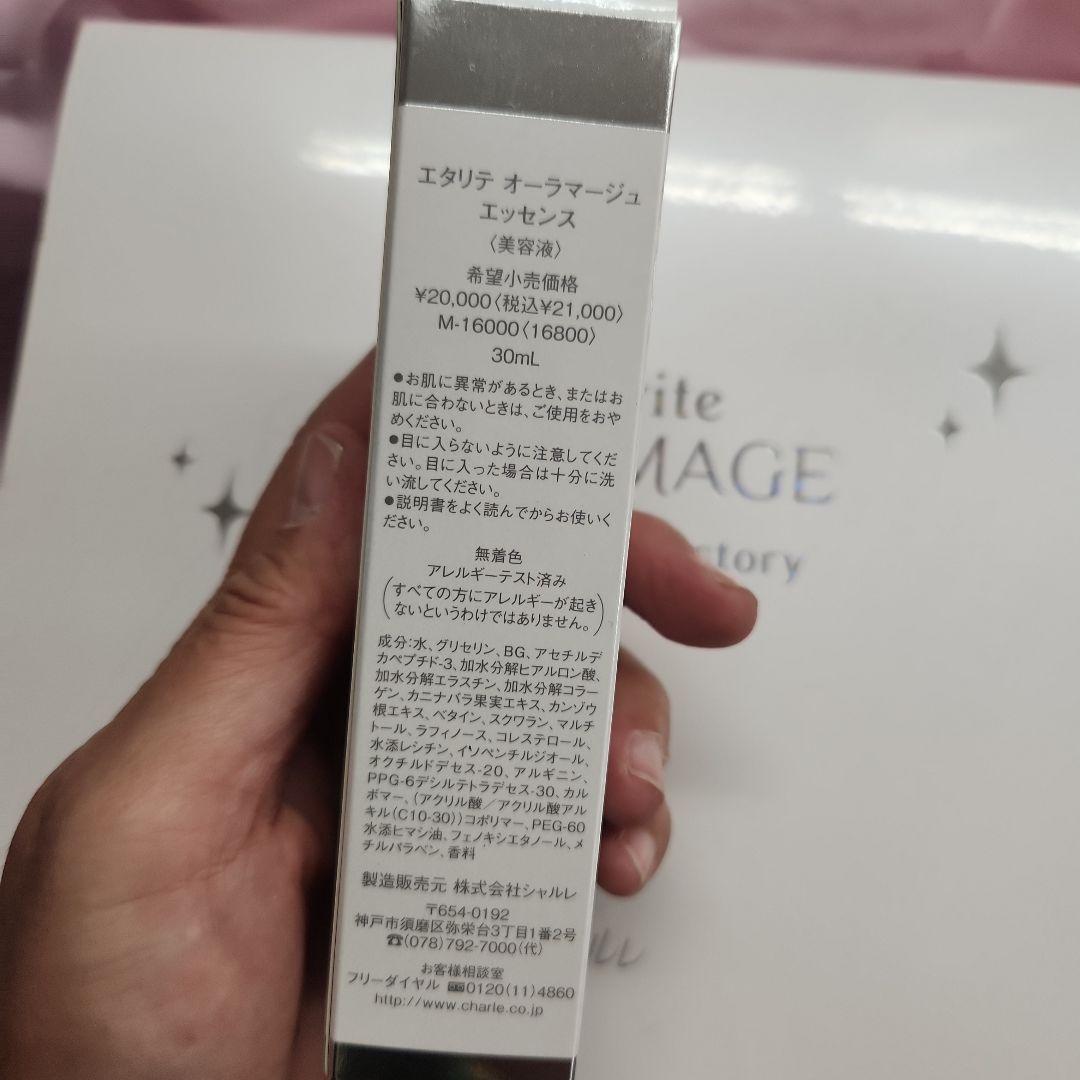 エタリテ オーラマージュ
エッセンス
〈美容液〉
希望小売価格
¥20,000〈税込¥21,000〉
M-16000〈16800〉
30mL
●お肌に異常があるとき、またはお
肌に合わないときは、ご使用をおや
めください。
●目に入らないように注意してくだ
さい。目に入った場合は十分に洗
い流してください。
●説明書をよく読んでからお使いく
ださい。
無着色
アレルギーテスト済み
(すべての方にアレルギーが起き
ないというわけではありません。)
成分:水、グリセリン、BG、アセチルデ
カペプチド-3、加水分解ヒアルロン酸、
加水分解エラスチン、加水分解コラー
ゲン、カニナバラ果実エキス、カンゾウ
根エキス、ベタイン、スクワラン、マルチ
トール、ラフィノース、コレステロール、
水添レシチン、イソペンチルジオール、
オクチルドデセス-20、アルギニン、
PPG-6デシルテトラデセス-30、カル
ボマー、(アクリル酸/アクリル酸アル
キル(C10-30))コポリマー、PEG-60
水添ヒマシ油、フェノキシエタノール、メ
チルパラベン、香料
製造販売元 株式会社シャルレ
〒654-0192
神戸市須磨区弥栄台3丁目1番2号
☎(078)792-7000(代)
お客様相談室
フリーダイヤル 0120(11)4860
http://www.charle.co.jp
rite
MAGE
story